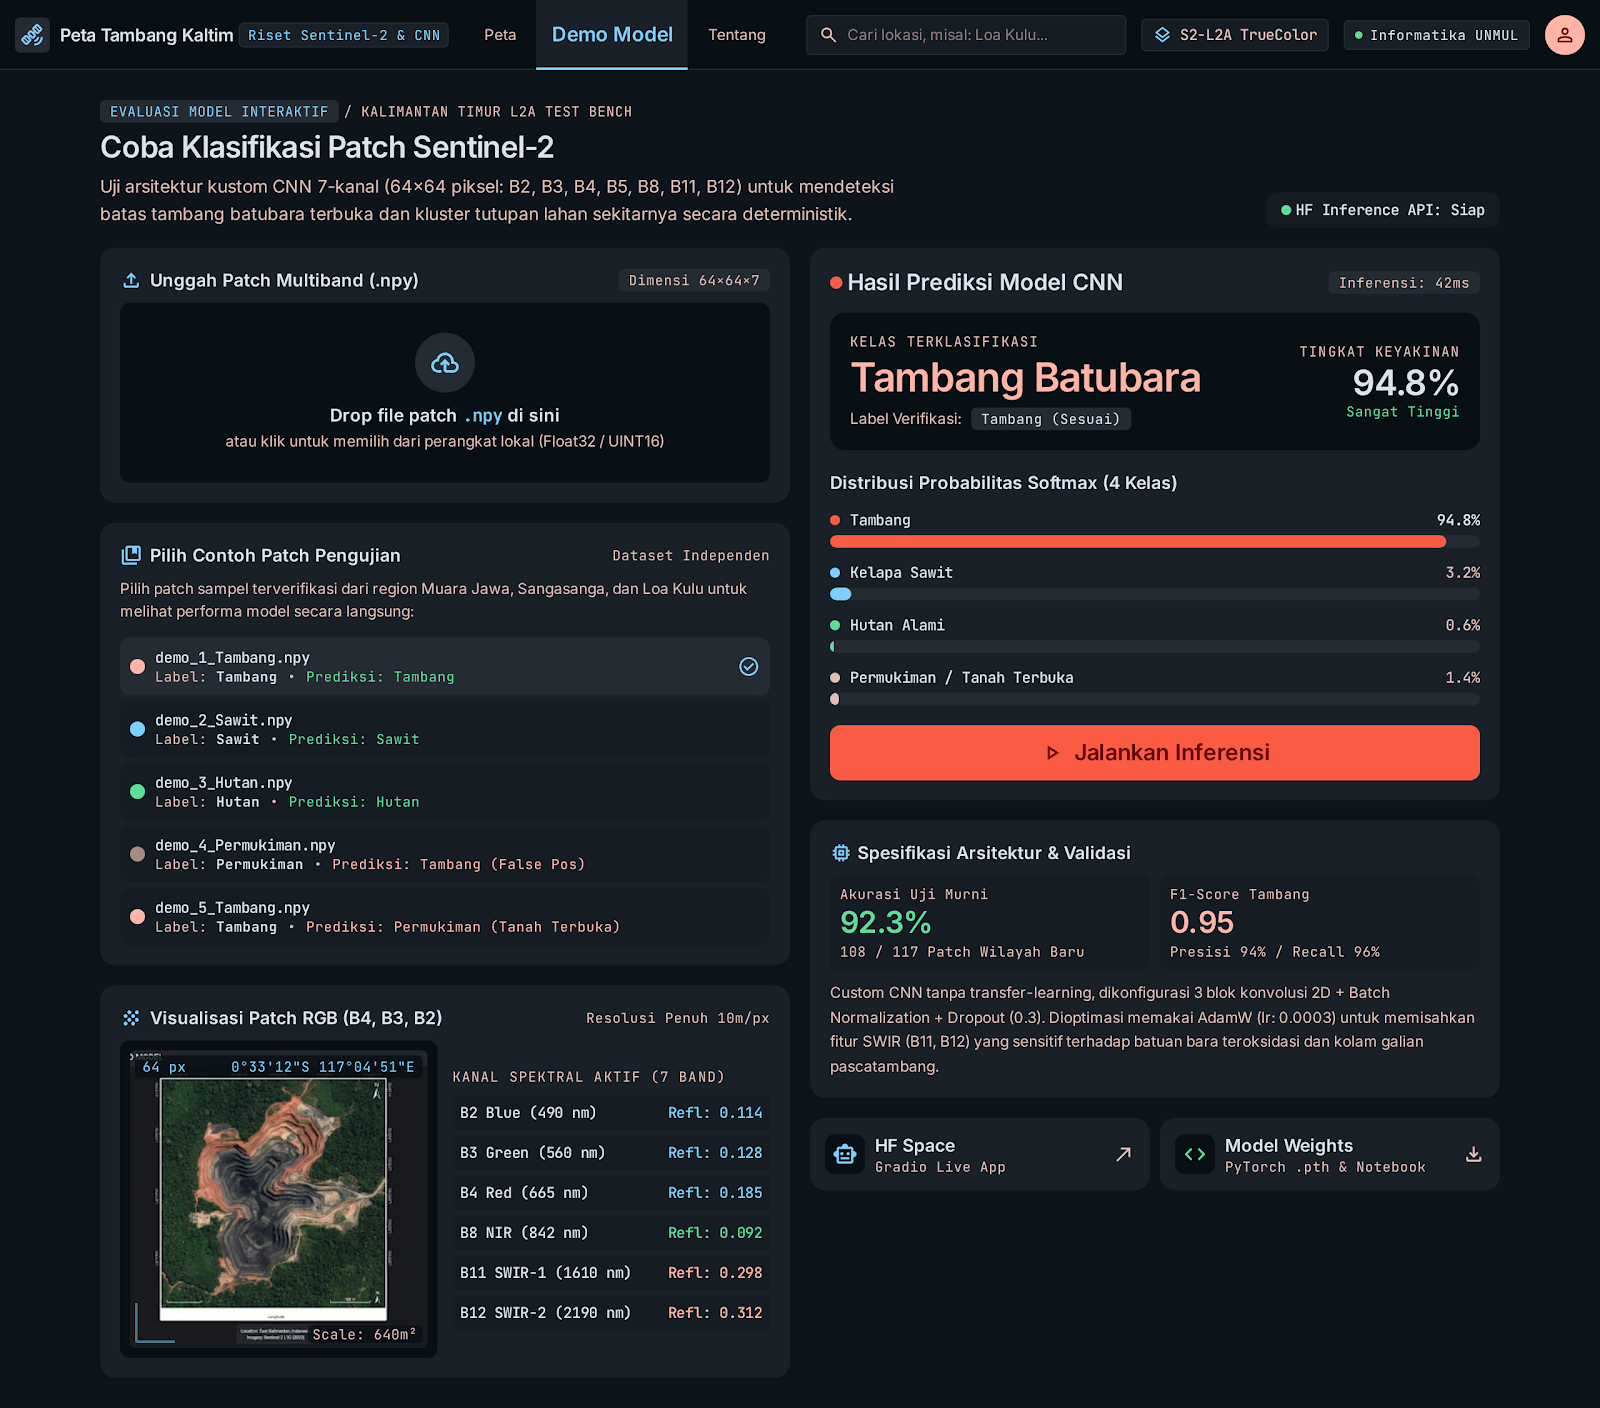 Peta Tambang Kaltim
Riset Sentinel-2 & CNN
Peta
Demo Model
Tentang
Cari lokasi, misal: Loa Kulu...
S2-L2A TrueColor
Informatika UNMUL
EVALUASI MODEL INTERAKTIF / KALIMANTAN TIMUR L2A TEST BENCH
Coba Klasifikasi Patch Sentinel-2
Uji arsitektur kustom CNN 7-kanal (64×64 piksel: B2, B3, B4, B5, B8, B11, B12) untuk mendeteksi
batas tambang batubara terbuka dan kluster tutupan lahan sekitarnya secara deterministik.
HF Inference API: Siap
Unggah Patch Multiband (.npy)
Dimensi 64×64×7
Drop file patch .npy di sini
atau klik untuk memilih dari perangkat lokal (Float32 / UINT16)
Pilih Contoh Patch Pengujian
Dataset Independen
Pilih patch sampel terverifikasi dari region Muara Jawa, Sangasanga, dan Loa Kulu untuk
melihat performa model secara langsung:
demo_1_Tambang.npy
Label: Tambang • Prediksi: Tambang
demo_2_Sawit.npy
Label: Sawit • Prediksi: Sawit
demo_3_Hutan.npy
Label: Hutan • Prediksi: Hutan
demo_4_Permukiman.npy
Label: Permukiman • Prediksi: Tambang (False Pos)
demo_5_Tambang.npy
Label: Tambang • Prediksi: Permukiman (Tanah Terbuka)
Visualisasi Patch RGB (B4, B3, B2)
Resolusi Penuh 10m/px
64 px
0°33'12"S 117°04'51"E
N
Scale: 640m²
KANAL SPEKTRAL AKTIF (7 BAND)
B2 Blue (490 nm) Refl: 0.114
B3 Green (560 nm) Refl: 0.128
B4 Red (665 nm) Refl: 0.185
B8 NIR (842 nm) Refl: 0.092
B11 SWIR-1 (1610 nm) Refl: 0.298
B12 SWIR-2 (2190 nm) Refl: 0.312
Hasil Prediksi Model CNN
Inferensi: 42ms
KELAS TERKLASIFIKASI
Tambang Batubara
Label Verifikasi: Tambang (Sesuai)
TINGKAT KEYAKINAN
94.8%
Sangat Tinggi
Distribusi Probabilitas Softmax (4 Kelas)
Tambang 94.8%
Kelapa Sawit 3.2%
Hutan Alami 0.6%
Permukiman / Tanah Terbuka 1.4%
Jalankan Inferensi
Spesifikasi Arsitektur & Validasi
Akurasi Uji Murni
92.3%
108 / 117 Patch Wilayah Baru
F1-Score Tambang
0.95
Presisi 94% / Recall 96%
Custom CNN tanpa transfer-learning, dikonfigurasi 3 blok konvolusi 2D + Batch
Normalization + Dropout (0.3). Dioptimasi memakai AdamW (lr: 0.0003) untuk memisahkan
fitur SWIR (B11, B12) yang sensitif terhadap batuan bara teroksidasi dan kolam galian
pascatambang.
HF Space
Gradio Live App
Model Weights
PyTorch .pth & Notebook